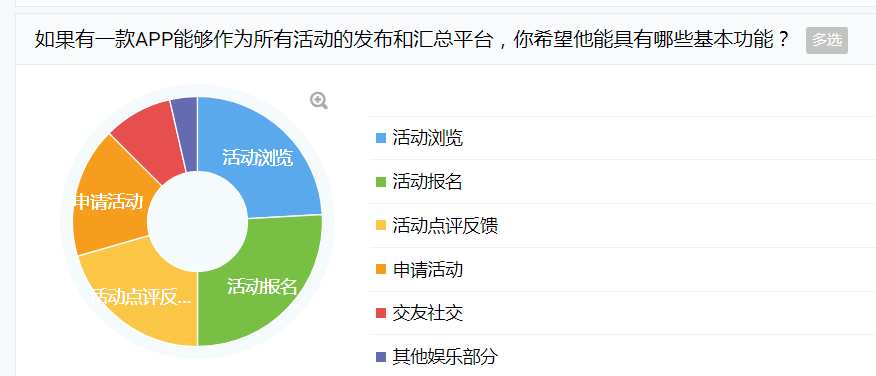 如果有一款APP能够作为所有活动的发布和汇总平台，你希望他能具有哪些基本功能？ 多选
活动浏览
申请活动
活动报名
活动点评反...
活动浏览
活动报名
活动点评反馈
申请活动
交友社交
其他娱乐部分